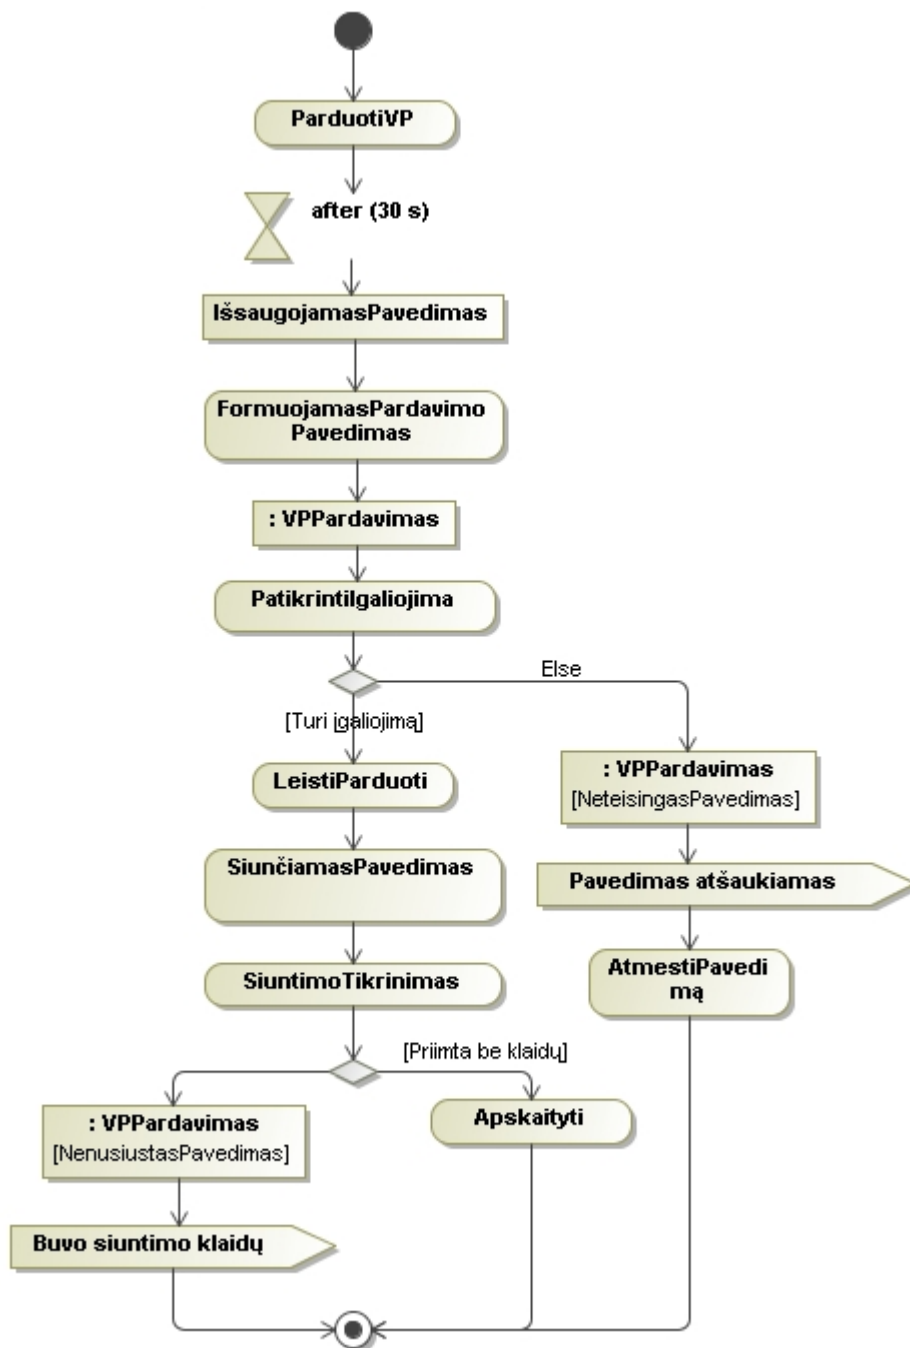 ParduotiVP
after (30 s)
IšsaugojamasPavedimas
FormuojamasPardavimo
Pavedimas
: VPPardavimas
PatikrintiIgaliojima
Else
[Turi įgaliojimą]
LeistiParduoti
: VPPardavimas
[NeteisingasPavedimas]
SiunčiamasPavedimas
Pavedimas atšaukiamas
SiuntimoTikrinimas
AtmestiPavedi
mą
[Priimta be klaidų]
: VPPardavimas
[NenusiustasPavedimas]
Apskaityti
Buvo siuntimo klaidų